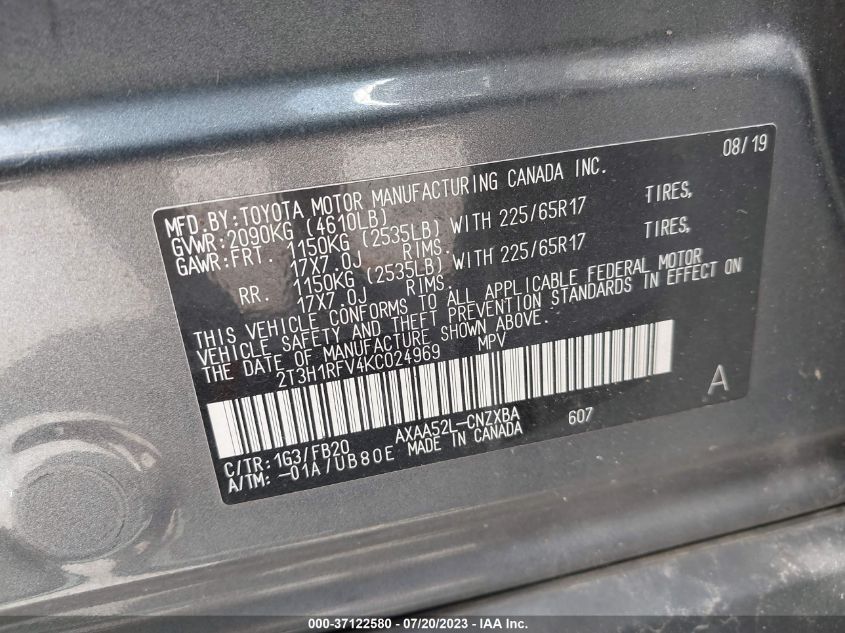 08/19
MFD.BY:TOYOTA MOTOR MANUFACTURING CANADA INC.
GVWR:2090KG (4610LB)
GAWR:FRT. 1150KG (2535LB) WITH 225/65R17 TIRES,
17X7.0J RIMS.
RR. 1150KG (2535LB) WITH 225/65R17 TIRES,
17X7.0J RIMS.
THIS VEHICLE CONFORMS TO ALL APPLICABLE FEDERAL MOTOR
VEHICLE SAFETY AND THEFT PREVENTION STANDARDS IN EFFECT ON
THE DATE OF MANUFACTURE SHOWN ABOVE.
2T3H1RFV4KC024969 MPV
A
C/TR: 1G3/FB20 AXAA52L-CNZXBA 607
A/TM: -01A/UB80E MADE IN CANADA
000-37122580 - 07/20/2023 - IAA Inc.